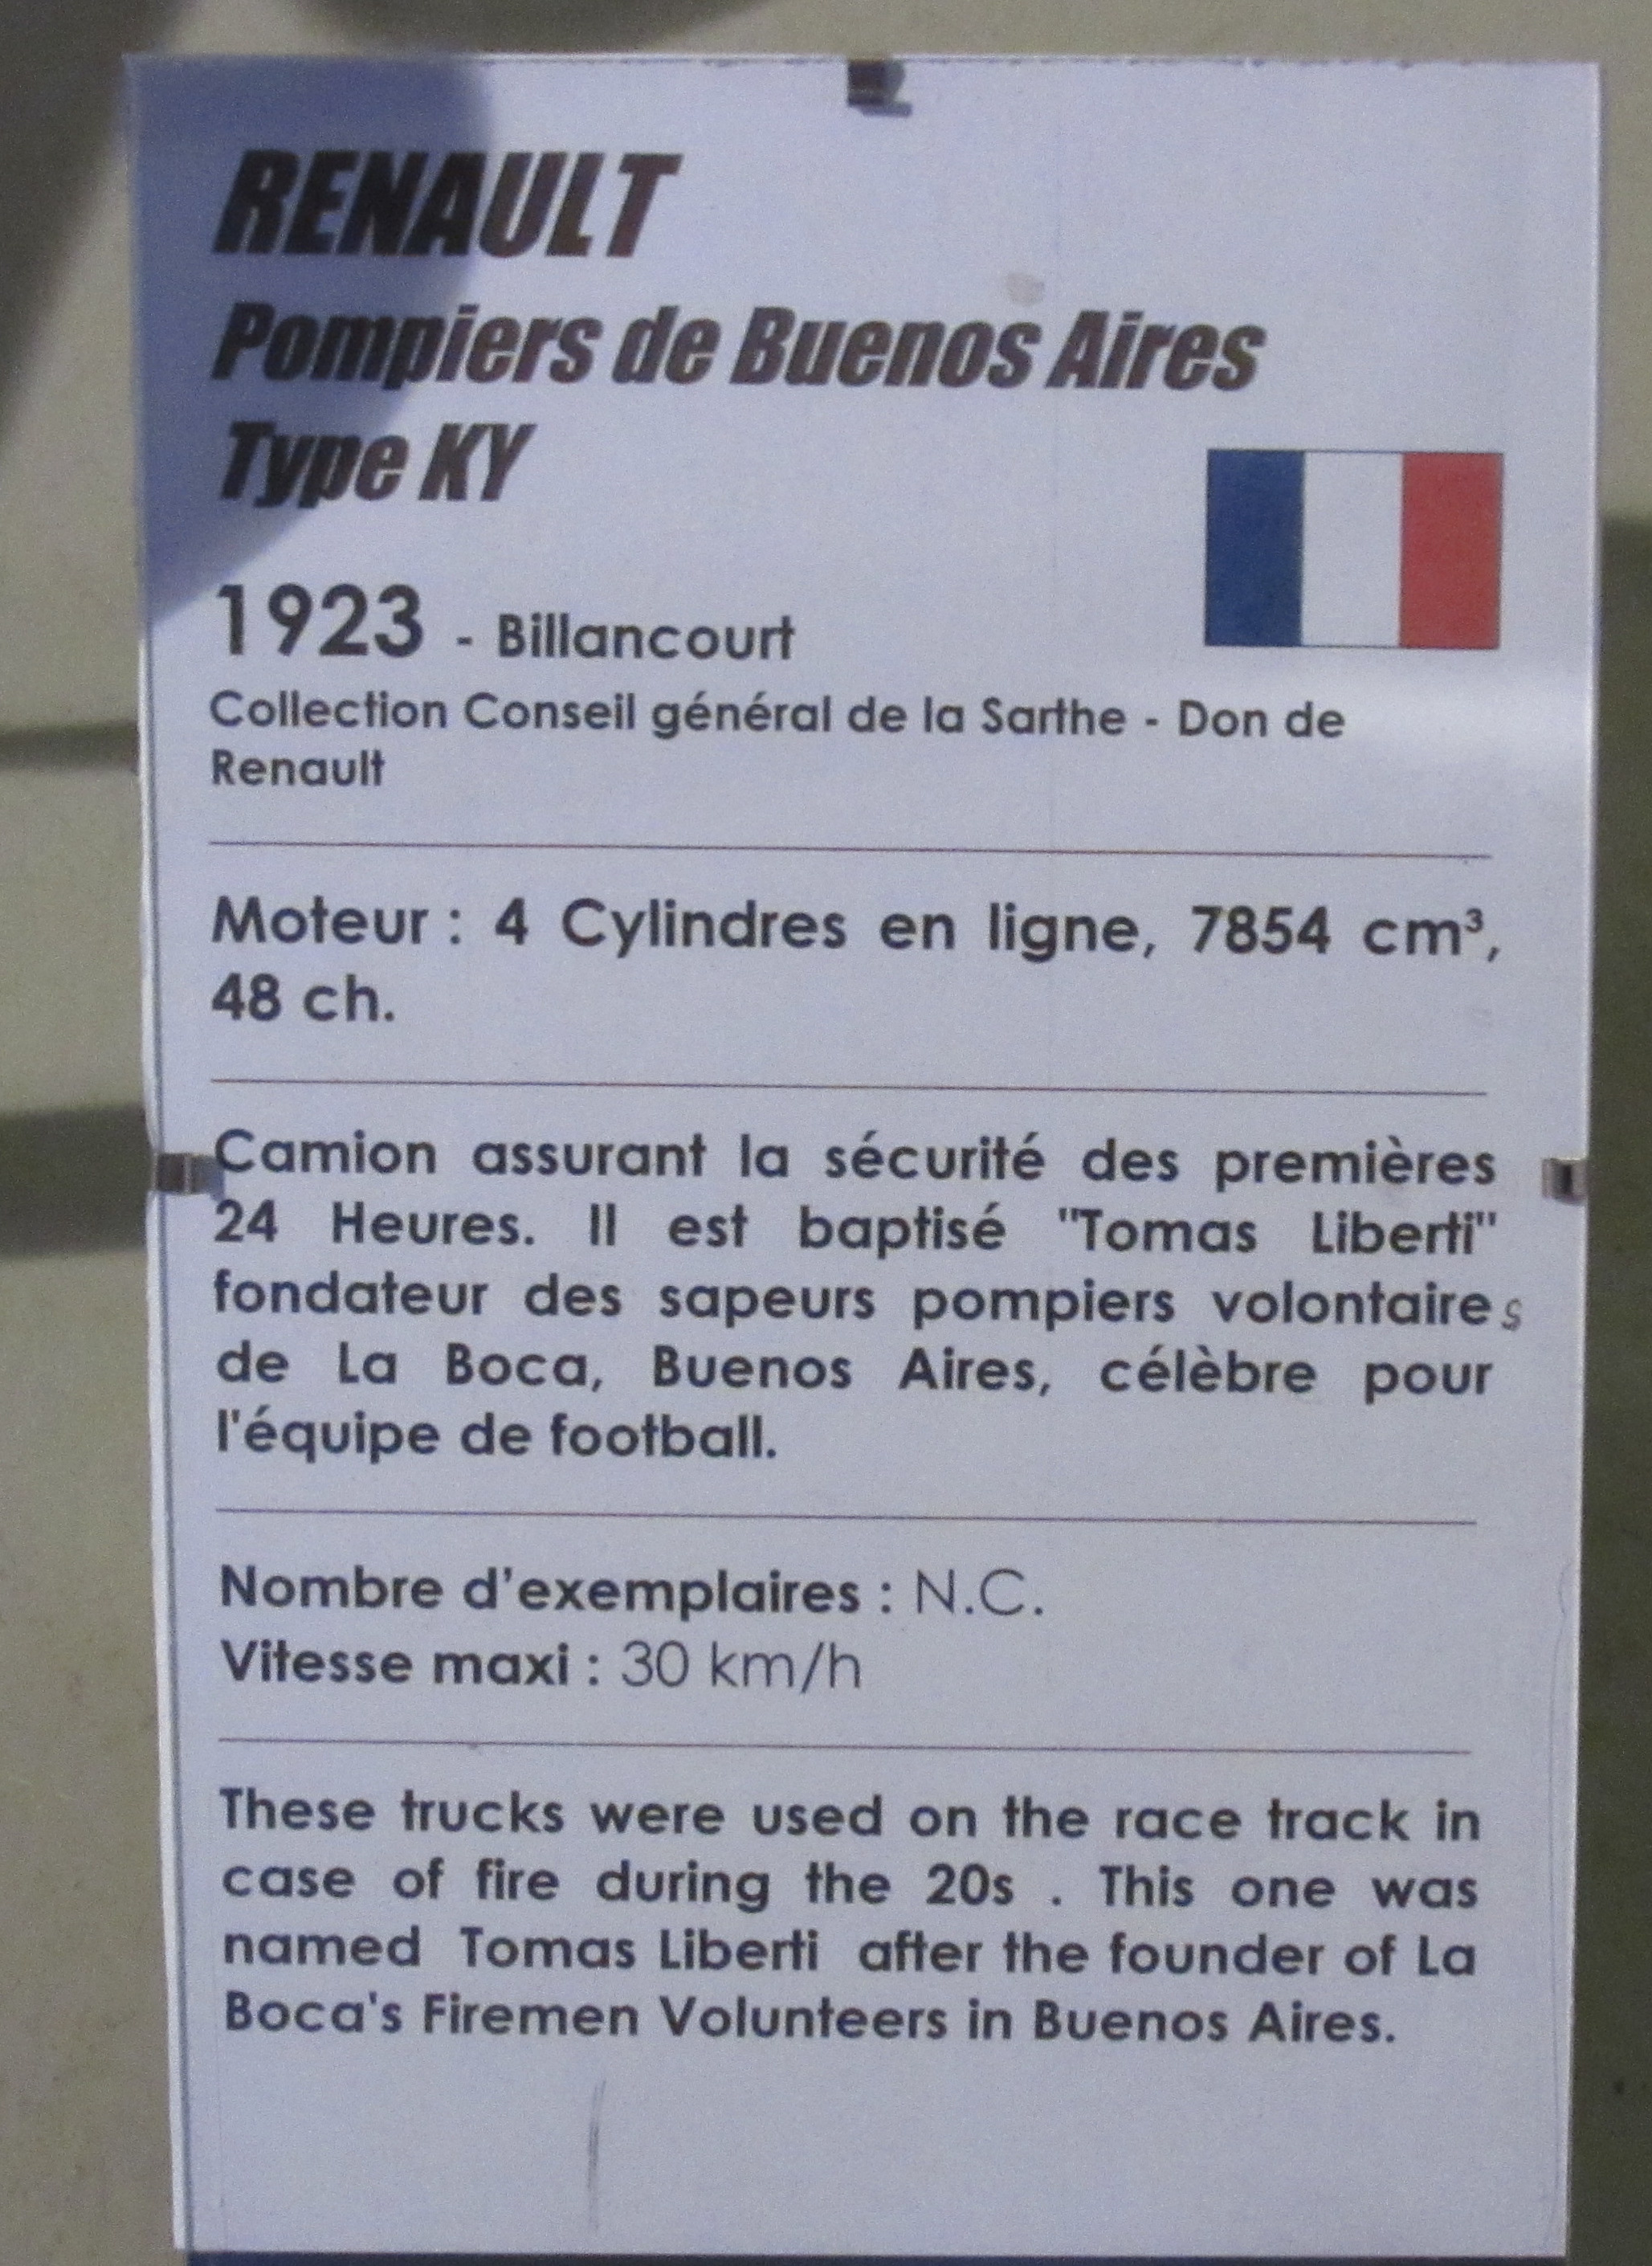 RENAULT
Pompiers de Buenos Aires
Type KY
1923 - Billancourt
Collection Conseil général de la Sarthe - Don de
Renault
Moteur : 4 Cylindres en ligne, 7854 cm³,
48 ch.
Camion assurant la sécurité des premières
24 Heures. Il est baptisé "Tomas Liberti"
fondateur des sapeurs pompiers volontaires
de La Boca, Buenos Aires, célèbre pour
l'équipe de football.
Nombre d'exemplaires : N.C.
Vitesse maxi : 30 km/h
These trucks were used on the race track in
case of fire during the 20s . This one was
named Tomas Liberti after the founder of La
Boca's Firemen Volunteers in Buenos Aires.